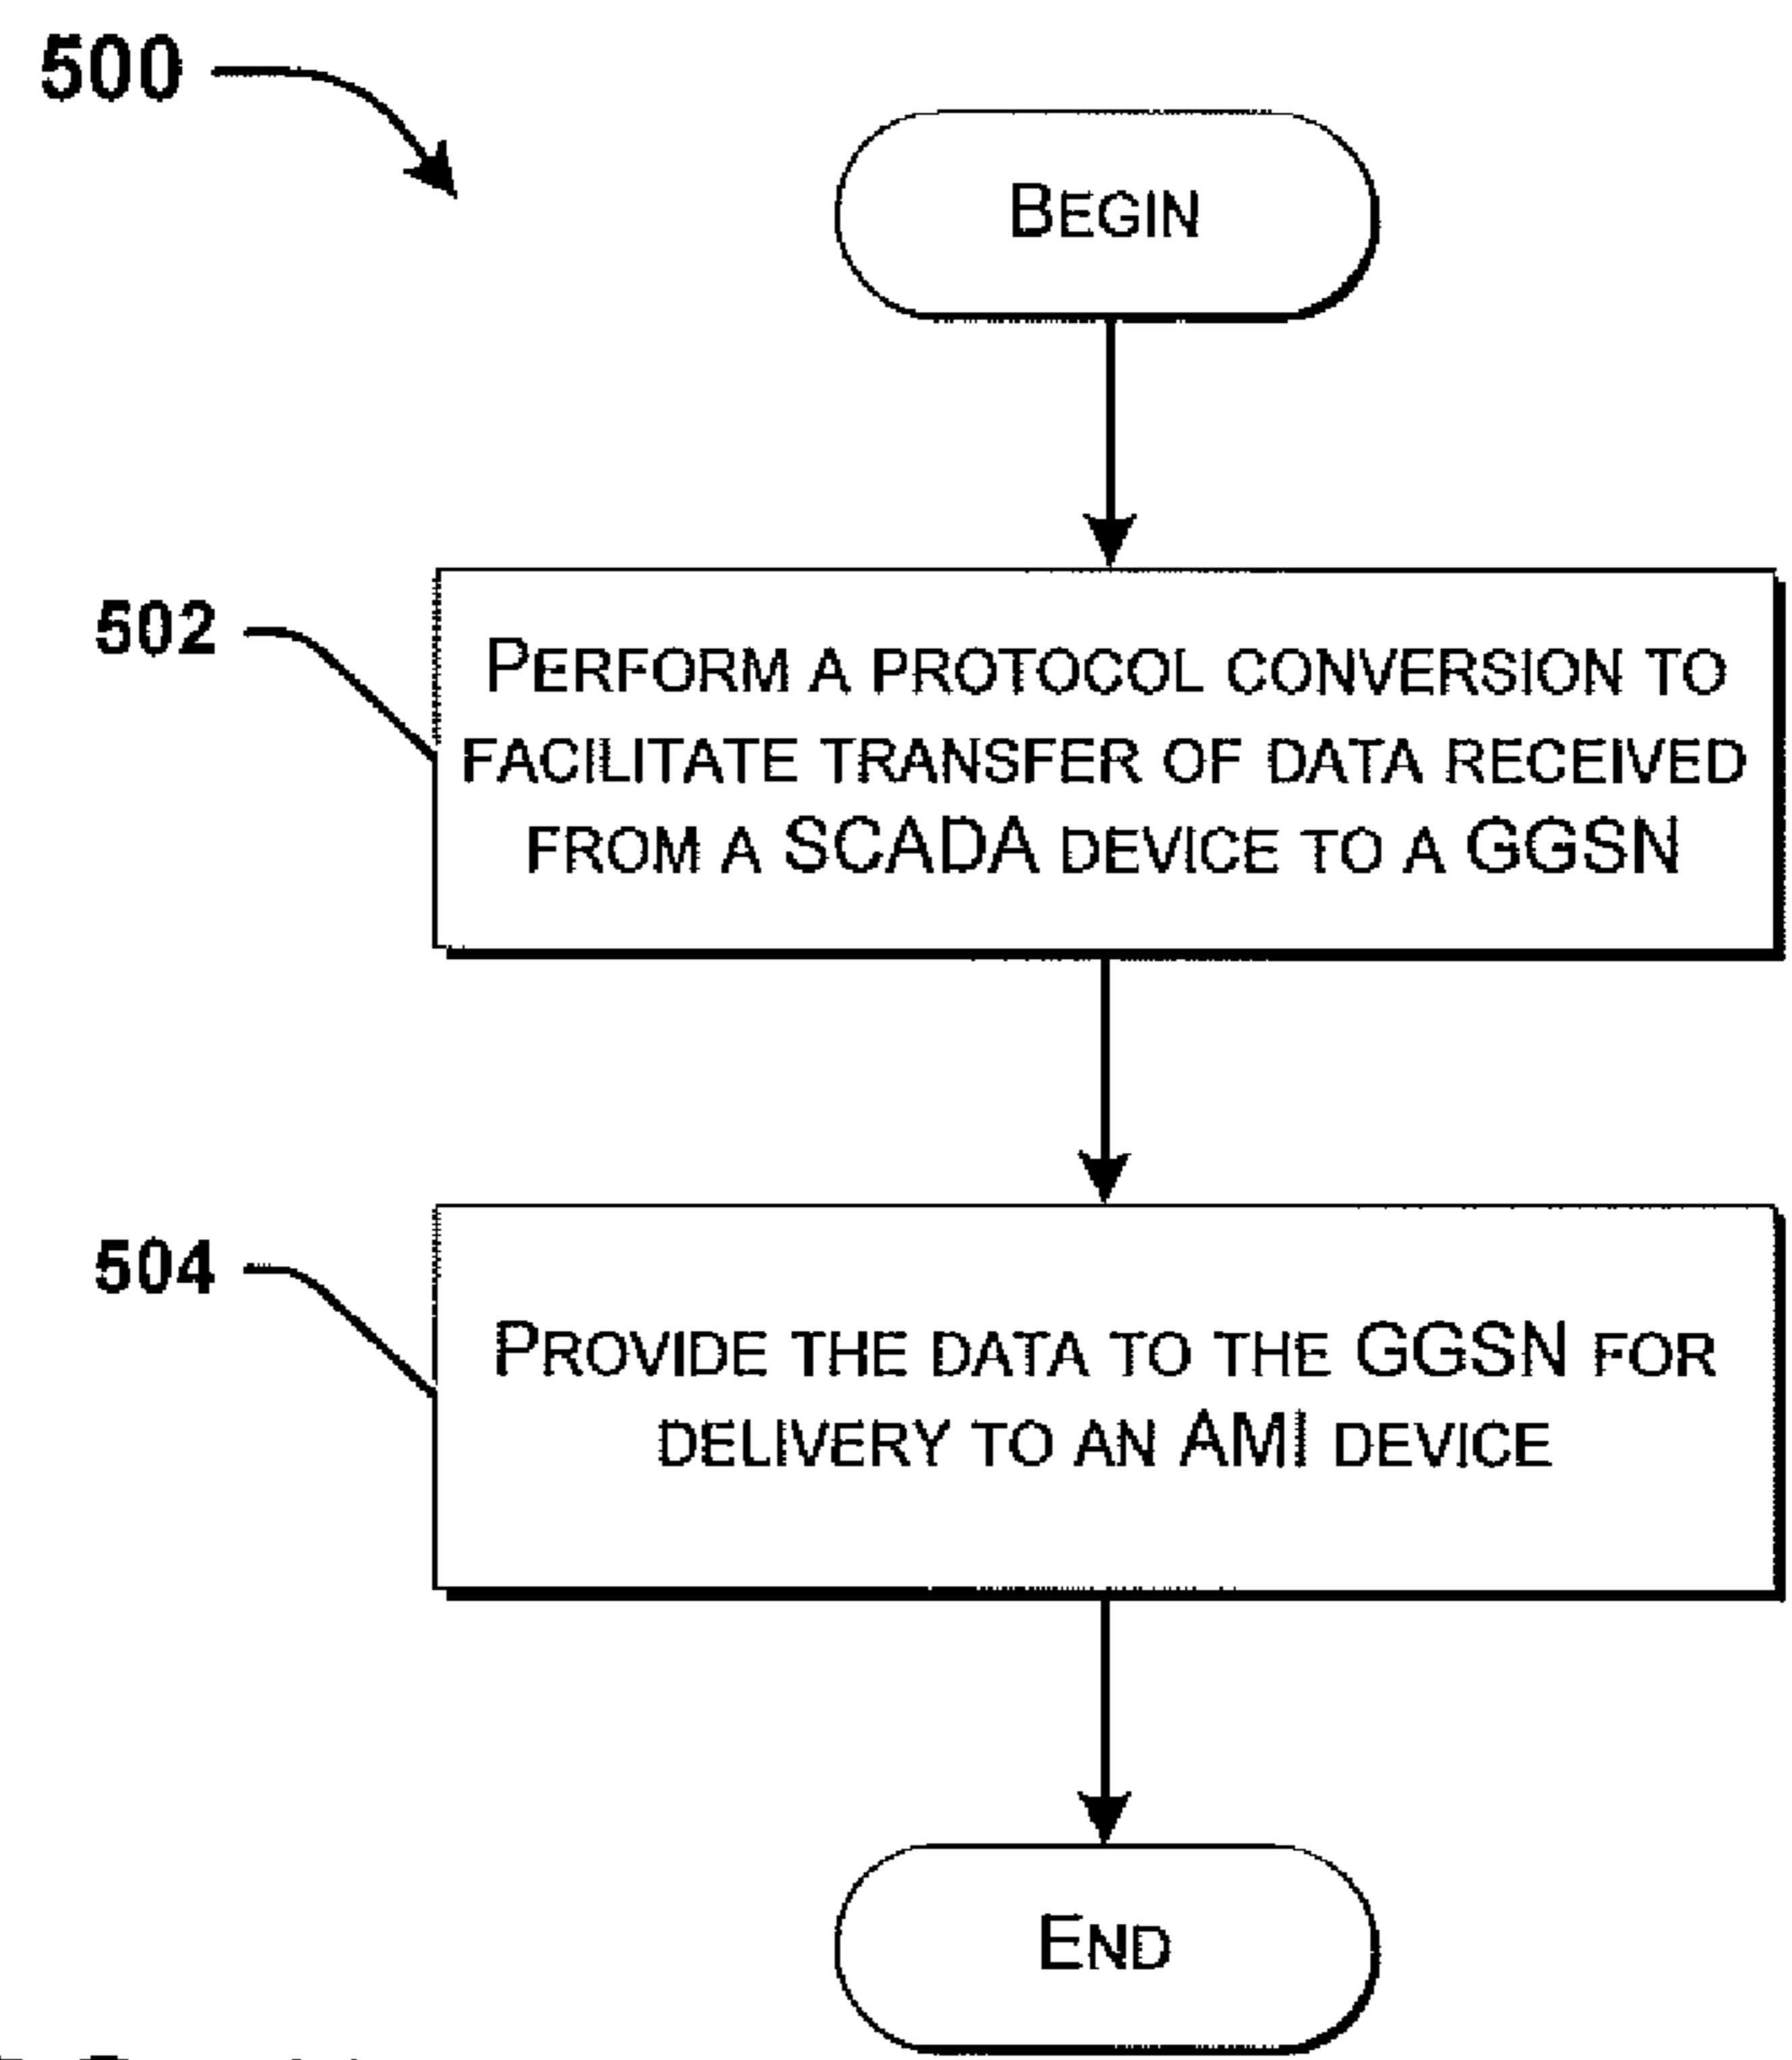 500
BEGIN
502
PERFORM A PROTOCOL CONVERSION TO
FACILITATE TRANSFER OF DATA RECEIVED
FROM A SCADA DEVICE TO A GGSN
504
PROVIDE THE DATA TO THE GGSN FOR
DELIVERY TO AN AMI DEVICE
END